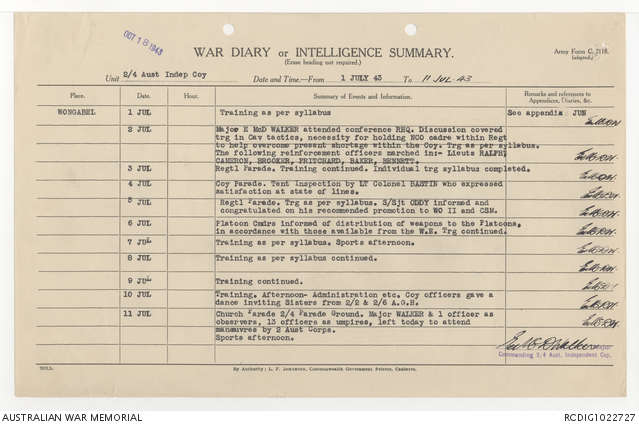 OCT 18 1943
WAR DIARY or INTELLIGENCE SUMMARY.
(Erase heading not required.)
Army Form C. 2118.
(adapted.)
Unit 2/4 Aust Indep Coy Date and Time.—From 1 JULY 43 To 11 JUL 43
Place. Date. Hour. Summary of Events and Information. Remarks and references to Appendices, Diaries, &c.
WONGABEL 1 JUL Training as per syllabus See appendix JUN
2 JUL Major E McD WALKER attended conference RHQ. Discussion covered
trg in Cav tactics, necessity for holding NCO cadre within Regt
to help overcome present shortage within the Coy. Trg as per syllabus.
The following reinforcement officers marched in:- Lieuts RALPH,
CAMERON, BROOKER, PRITCHARD, BAKER, BENNETT.
3 JUL Regtl Parade. Training continued. Individual trg syllabus completed.
4 JUL Coy Parade. Tent Inspection by LT Colonel BASTIN who expressed
satisfaction at state of lines.
5 JUL Regtl Parade. Trg as per syllabus. S/Sjt ODDY informed and
congratulated on his recommended promotion to WO II and CSM.
6 JUL Platoon Cmdrs informed of distribution of weapons to the Platoons,
in accordance with those available from the W.E. Trg continued.
7 JUL Training as per syllabus. Sports afternoon.
8 JUL Training as per syllabus continued.
9 JUL Training continued.
10 JUL Training. Afternoon- Administration etc. Coy officers gave a
dance inviting Sisters from 2/2 & 2/6 A.G.H.
11 JUL Church Parade 2/4 Parade Ground. Major WALKER & 1 officer as
observers, 13 officers as umpires, left today to attend
maneuvres by 2 Aust Corps.
Sports afternoon.
Major
Commanding 2/4 Aust. Independent Coy.
By Authority: L. F. Johnston, Commonwealth Government Printer, Canberra.
AUSTRALIAN WAR MEMORIAL
RCDIG1022727